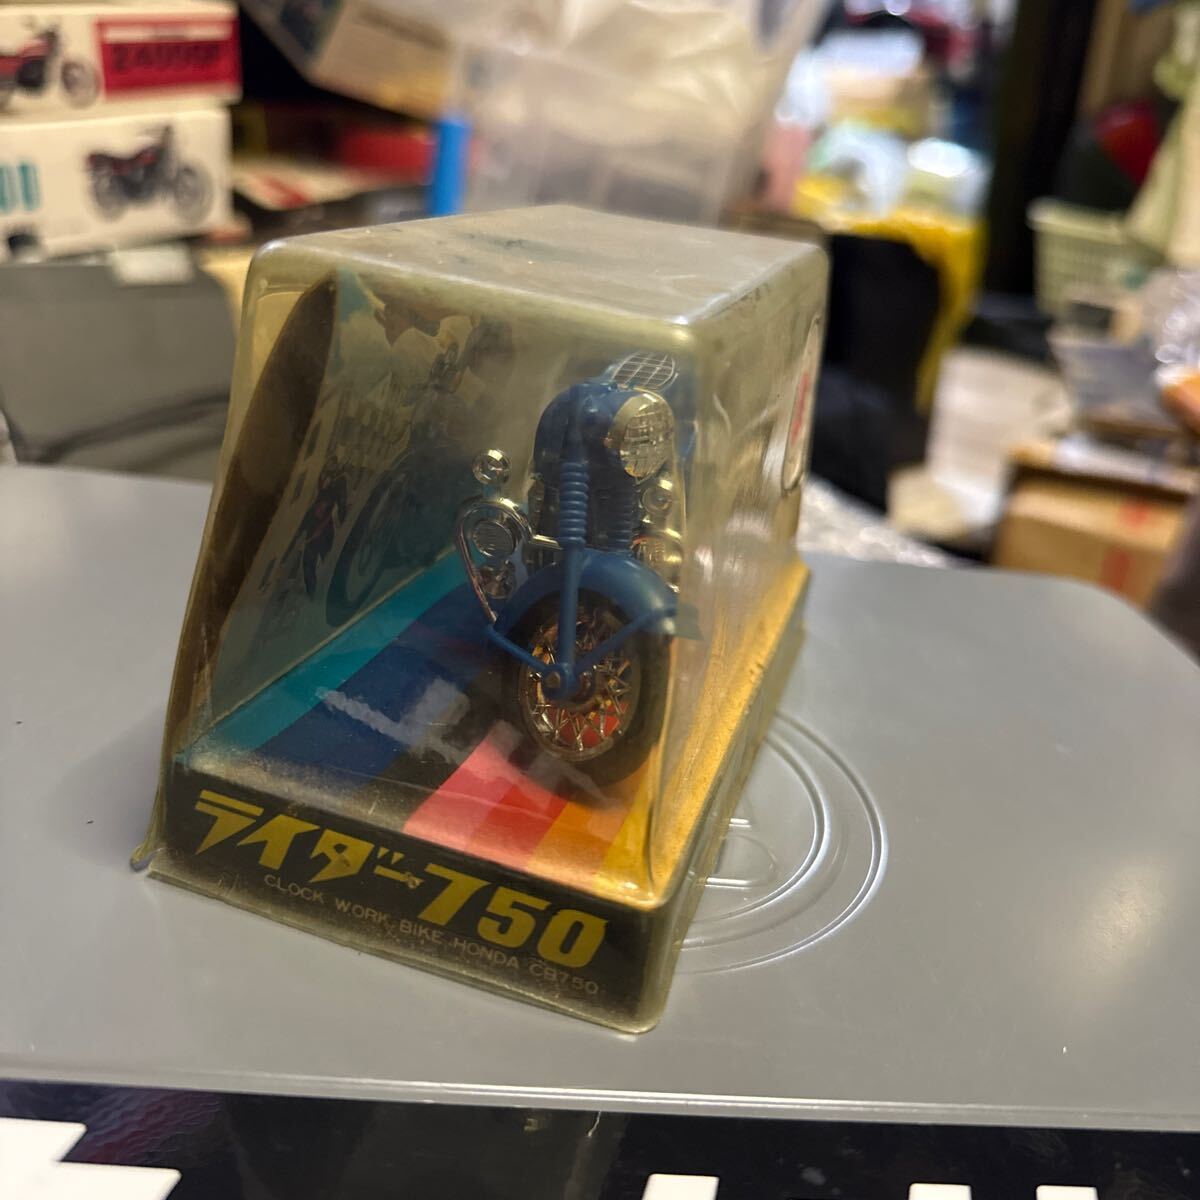 ライダー750
CLOCK WORK BIKE HONDA CB750